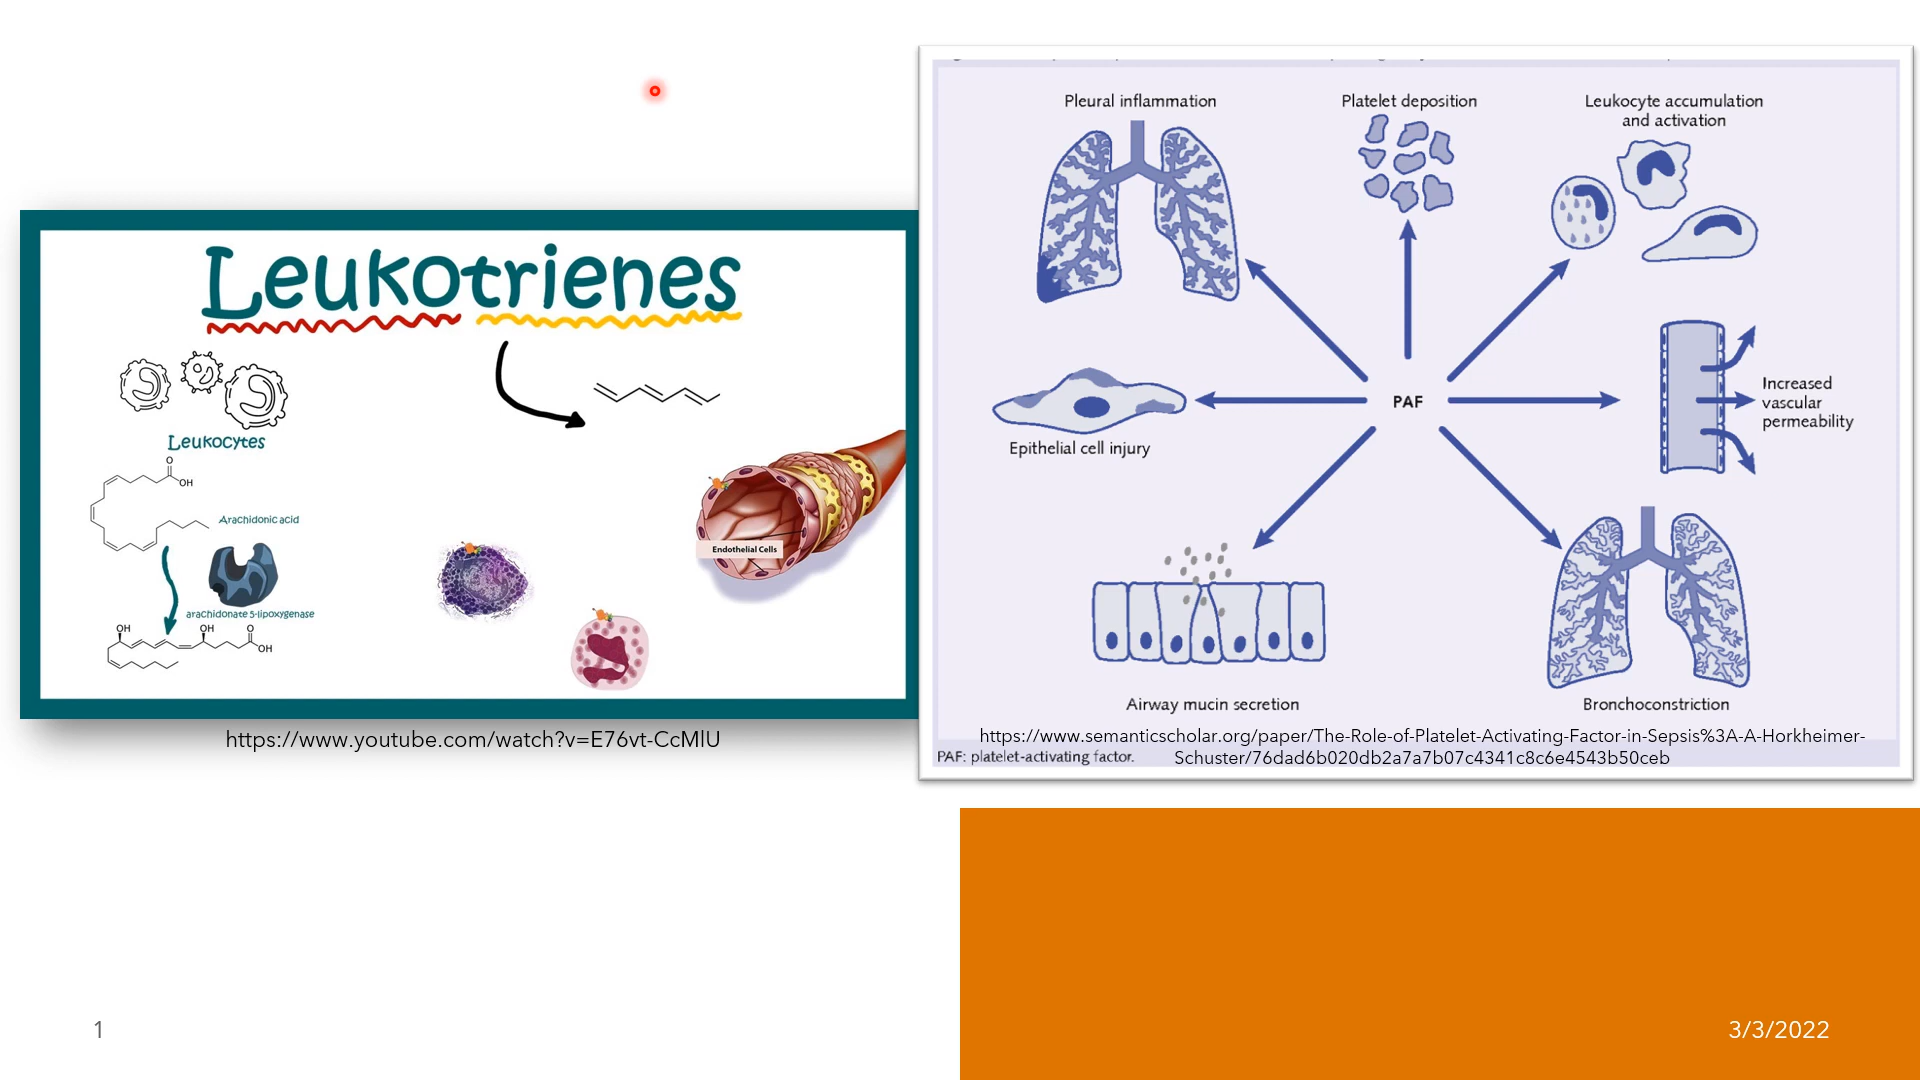 Leukotrienes
Leukocytes
O
OH
Arachidonic acid
arachidonate 5-lipoxygenase
OH
OH
O
OH
Endothelial Cells
https://www.youtube.com/watch?v=E76vt-CcMlU
Pleural inflammation
Platelet deposition
Leukocyte accumulation
and activation
PAF
Increased
vascular
permeability
Epithelial cell injury
Airway mucin secretion
Bronchoconstriction
https://www.semanticscholar.org/paper/The-Role-of-Platelet-Activating-Factor-in-Sepsis%3A-A-Horkheimer-
Schuster/76dad6b020db2a7a7b07c4341c8c6e4543b50ceb
PAF: platelet-activating factor.
1
3/3/2022